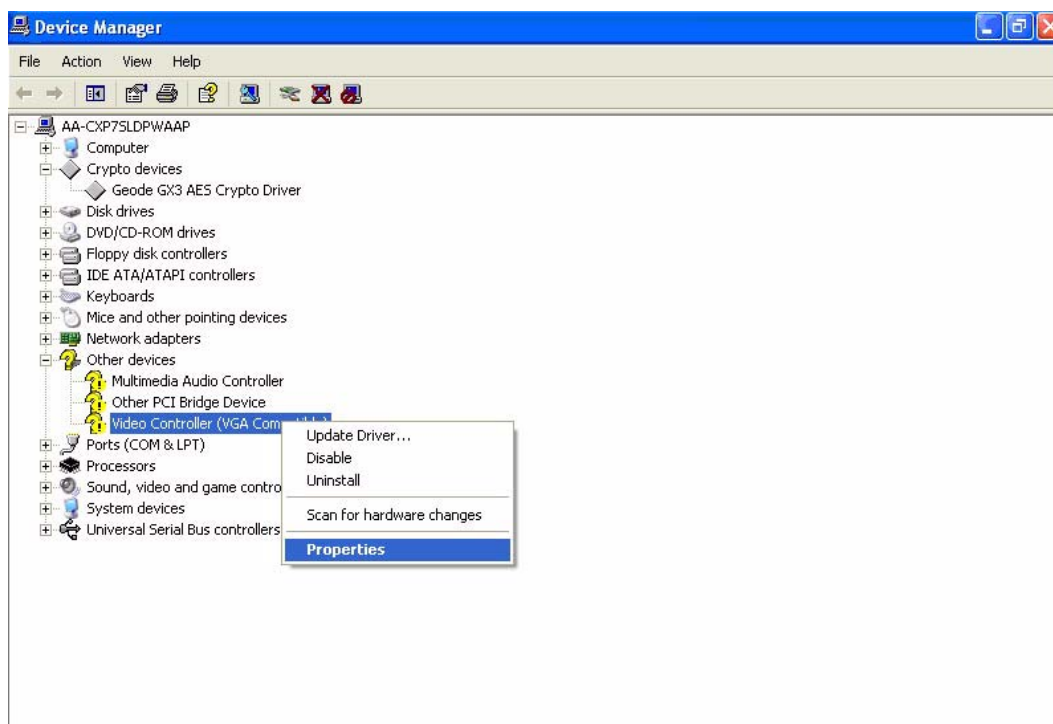 Device Manager
File Action View Help
AA-CXP7SLDPWAAP
Computer
Crypto devices
Geode GX3 AES Crypto Driver
Disk drives
DVD/CD-ROM drives
Floppy disk controllers
IDE ATA/ATAPI controllers
Keyboards
Mice and other pointing devices
Network adapters
Other devices
Multimedia Audio Controller
Other PCI Bridge Device
Video Controller (VGA
Ports (COM & LPT)
Processors
Sound, video and game contro
System devices
Universal Serial Bus controllers
Update Driver...
Disable
Uninstall
Scan for hardware changes
Properties